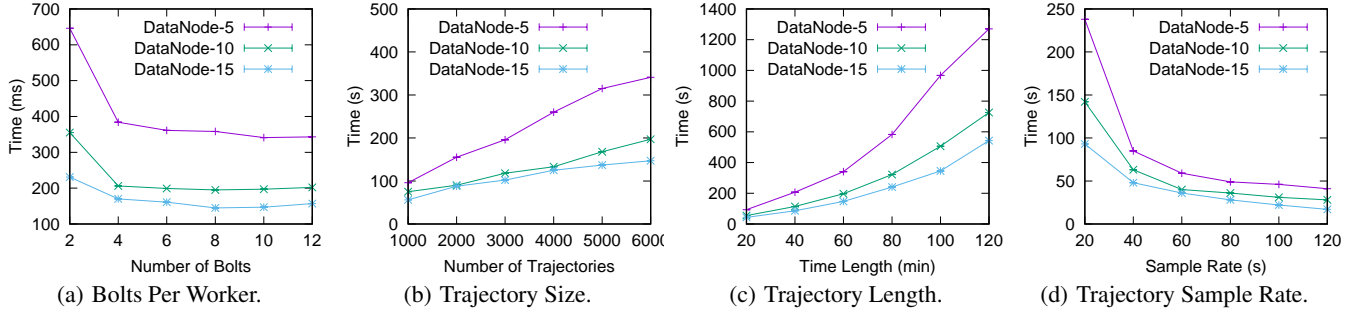 700
600
500
400
300
200
100
2 4 6 8 10 12
Time (ms)
Number of Bolts
DataNode-5
DataNode-10
DataNode-15
(a) Bolts Per Worker.
500
400
300
200
100
0
1000 2000 3000 4000 5000 6000
Time (s)
Number of Trajectories
DataNode-5
DataNode-10
DataNode-15
(b) Trajectory Size.
1400
1200
1000
800
600
400
200
0
20 40 60 80 100 120
Time (s)
Time Length (min)
DataNode-5
DataNode-10
DataNode-15
(c) Trajectory Length.
250
200
150
100
50
0
20 40 60 80 100 120
Time (s)
Sample Rate (s)
DataNode-5
DataNode-10
DataNode-15
(d) Trajectory Sample Rate.